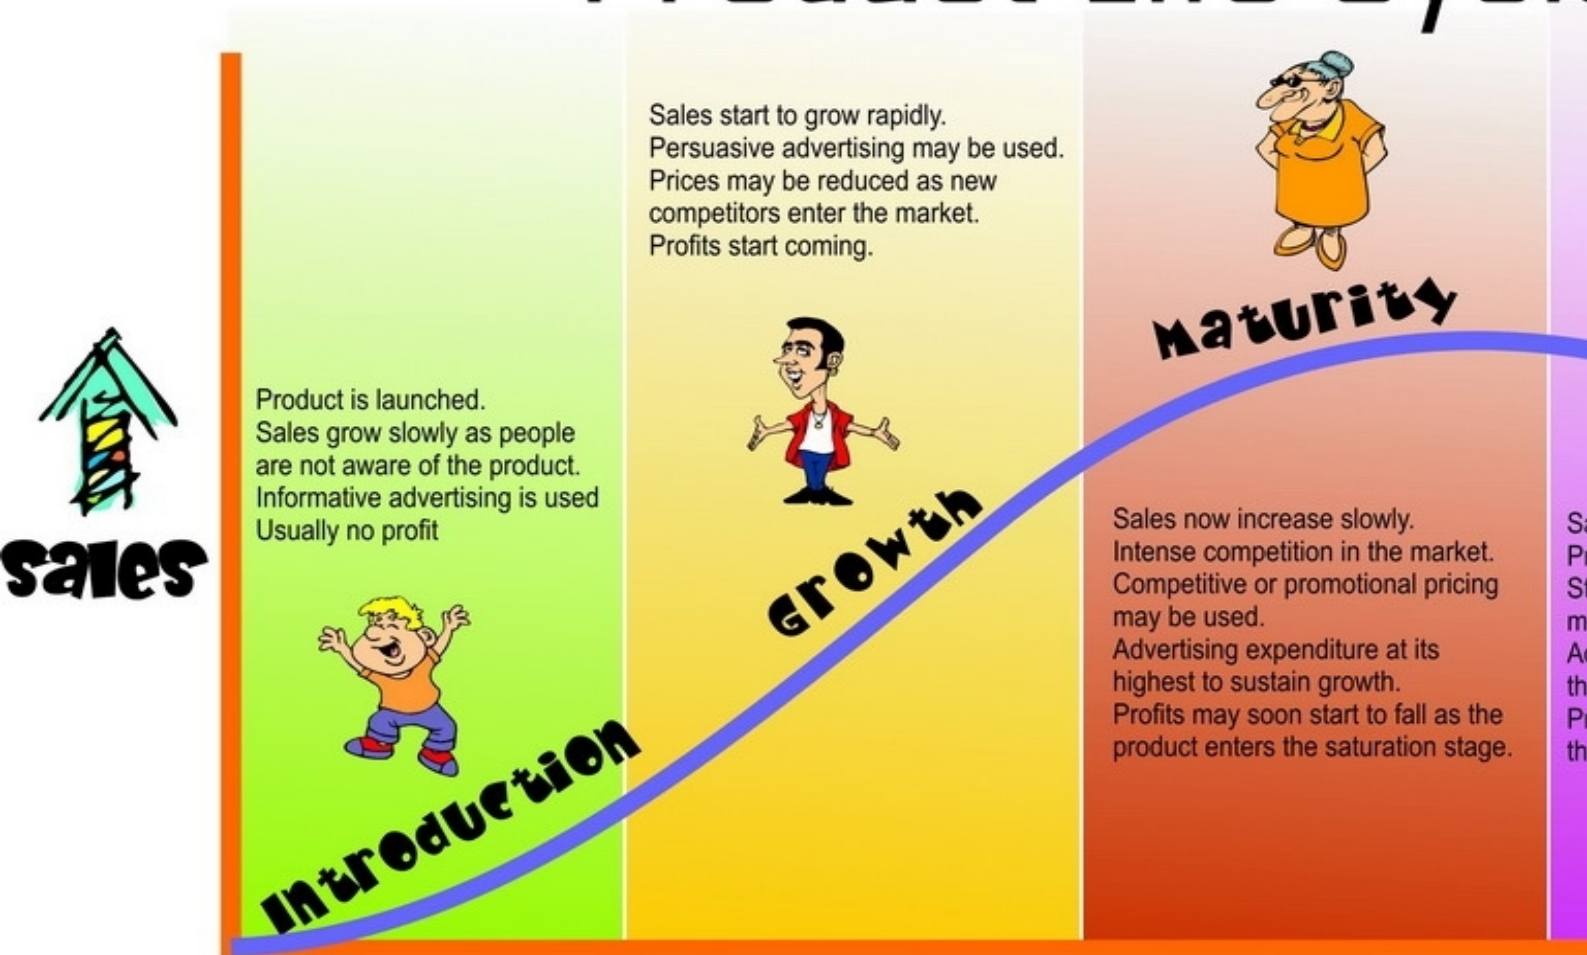 sales
Product is launched.
Sales grow slowly as people
are not aware of the product.
Informative advertising is used
Usually no profit
Introduction
Sales start to grow rapidly.
Persuasive advertising may be used.
Prices may be reduced as new
competitors enter the market.
Profits start coming.
Growth
Maturity
Sales now increase slowly.
Intense competition in the market.
Competitive or promotional pricing
may be used.
Advertising expenditure at its
highest to sustain growth.
Profits may soon start to fall as the
product enters the saturation stage.